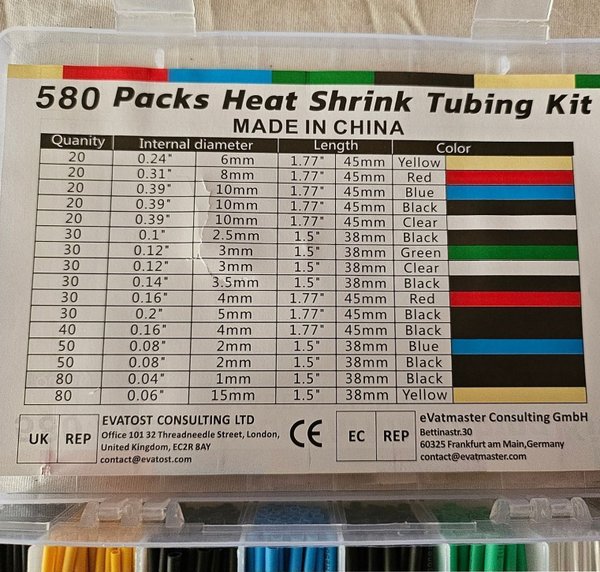 580 Packs Heat Shrink Tubing Kit
MADE IN CHINA
Quanity Internal diameter Length Color
20 0.24" 6mm 1.77" 45mm Yellow
20 0.31" 8mm 1.77" 45mm Red
20 0.39" 10mm 1.77" 45mm Blue
20 0.39" 10mm 1.77" 45mm Black
20 0.39" 10mm 1.77" 45mm Clear
30 0.1" 2.5mm 1.5" 38mm Black
30 0.12" 3mm 1.5" 38mm Green
30 0.12" 3mm 1.5" 38mm Clear
30 0.14" 3.5mm 1.5" 38mm Black
30 0.16" 4mm 1.77" 45mm Red
30 0.2" 5mm 1.77" 45mm Black
40 0.16" 4mm 1.77" 45mm Black
50 0.08" 2mm 1.5" 38mm Blue
50 0.08" 2mm 1.5" 38mm Black
80 0.04" 1mm 1.5" 38mm Black
80 0.06" 15mm 1.5" 38mm Yellow
UK REP
EVATOST CONSULTING LTD
Office 101 32 Threadneedle Street, London,
United Kingdom, EC2R 8AY
contact@evatost.com
CE
EC REP
eVatmaster Consulting GmbH
Bettinastr.30
60325 Frankfurt am Main,Germany
contact@evatmaster.com